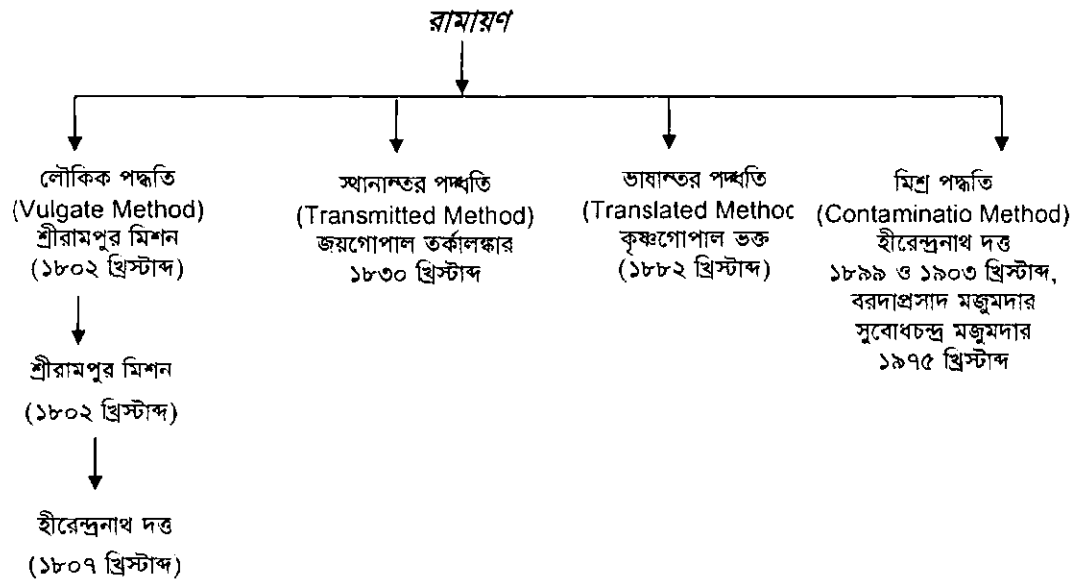 রামায়ণ
লৌকিক পদ্ধতি
(Vulgate Method)
শ্রীরামপুর মিশন
(১৮০২ খ্রিস্টাব্দ)
শ্রীরামপুর মিশন
(১৮০২ খ্রিস্টাব্দ)
হীরেন্দ্রনাথ দত্ত
(১৮০৭ খ্রিস্টাব্দ)
স্থানান্তর পদ্ধতি
(Transmitted Method)
জয়গোপাল তর্কালঙ্কার
১৮৩০ খ্রিস্টাব্দ
ভাষান্তর পদ্ধতি
(Translated Methoc
কৃষ্ণগোপাল ভক্ত
(১৮৮২ খ্রিস্টাব্দ)
মিশ্র পদ্ধতি
(Contaminatio Method)
হীরেন্দ্রনাথ দত্ত
১৮৯৯ ও ১৯০৩ খ্রিস্টাব্দ,
বরদাপ্রসাদ মজুমদার
সুবোধচন্দ্র মজুমদার
১৯৭৫ খ্রিস্টাব্দ